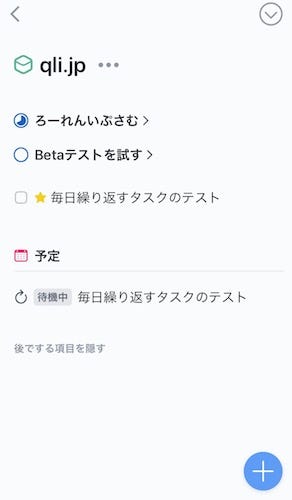 qli.jp
ろーれんいぷさむ
Betaテストを試す
毎日繰り返すタスクのテスト
予定
待機中 毎日繰り返すタスクのテスト
後でする項目を隠す